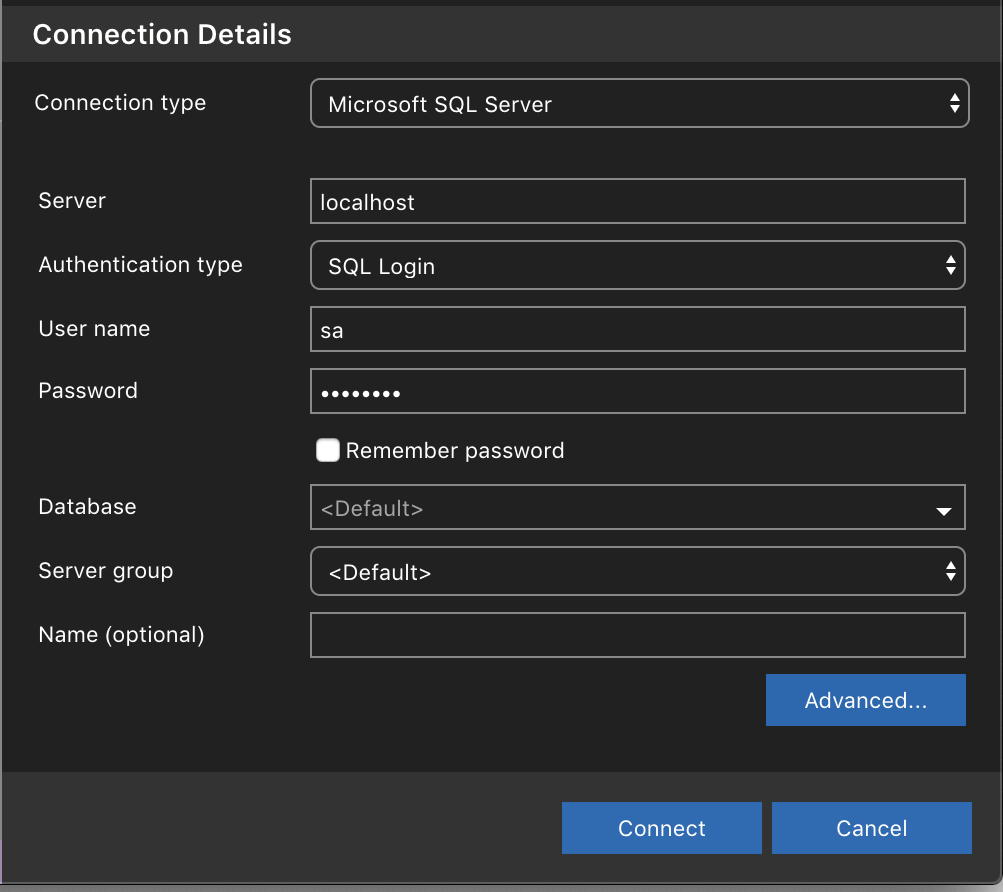 Connection Details
Connection type Microsoft SQL Server
Server localhost
Authentication type SQL Login
User name sa
Password ••••••••
Remember password
Database <Default>
Server group <Default>
Name (optional)
Advanced...
Connect Cancel